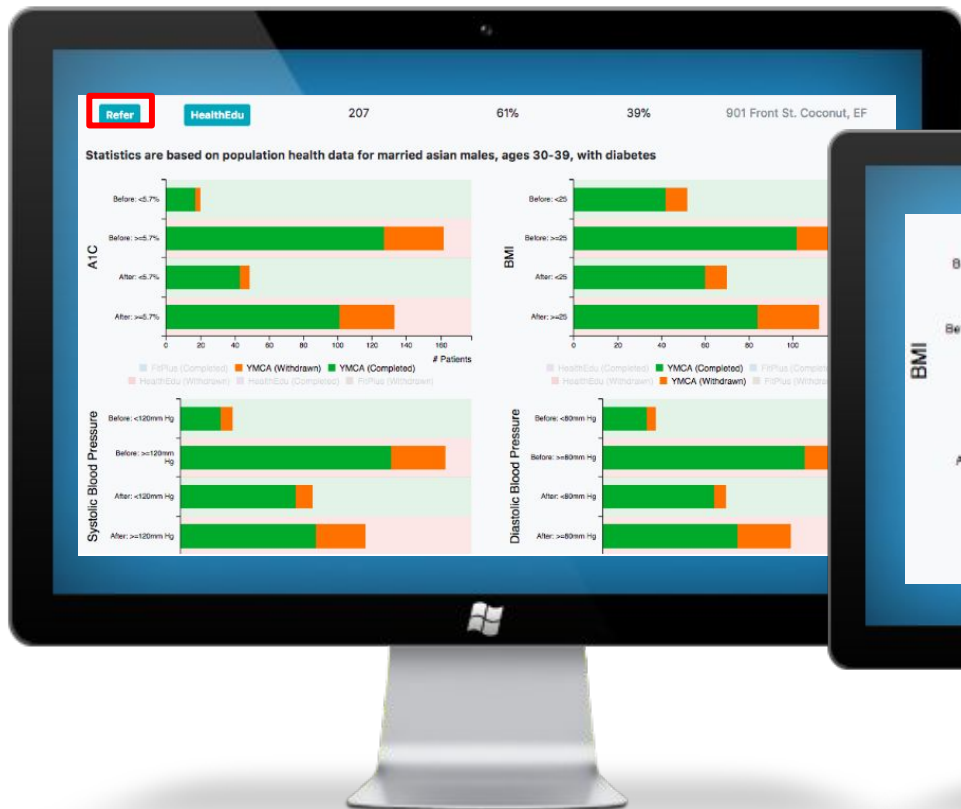 Refer HealthEdu 207 61% 39% 901 Front St. Coconut, EF
Statistics are based on population health data for married asian males, ages 30-39, with diabetes
A1C
Before: <5.7%
Before: >=5.7%
After: <5.7%
After: >=5.7%
0 20 40 60 80 100 120 140 160
# Patients
FitPlus (Completed) YMCA (Withdrawn) YMCA (Completed)
HealthEdu (Withdrawn) HealthEdu (Completed) FitPlus (Withdrawn)
BMI
Before: <25
Before: >=25
After: <25
After: >=25
0 20 40 60 80 100
HealthEdu (Completed) YMCA (Completed) FitPlus (Comple
HealthEdu (Withdrawn) YMCA (Withdrawn) FitPlus (Withdra
Systolic Blood Pressure
Before: <120mm Hg
Before: >=120mm
Hg
After: <120mm Hg
After: >=120mm Hg
Diastolic Blood Pressure
Before: <80mm Hg
Before: >=80mm Hg
After: <80mm Hg
After: >=80mm Hg
BMI
B
Be
A